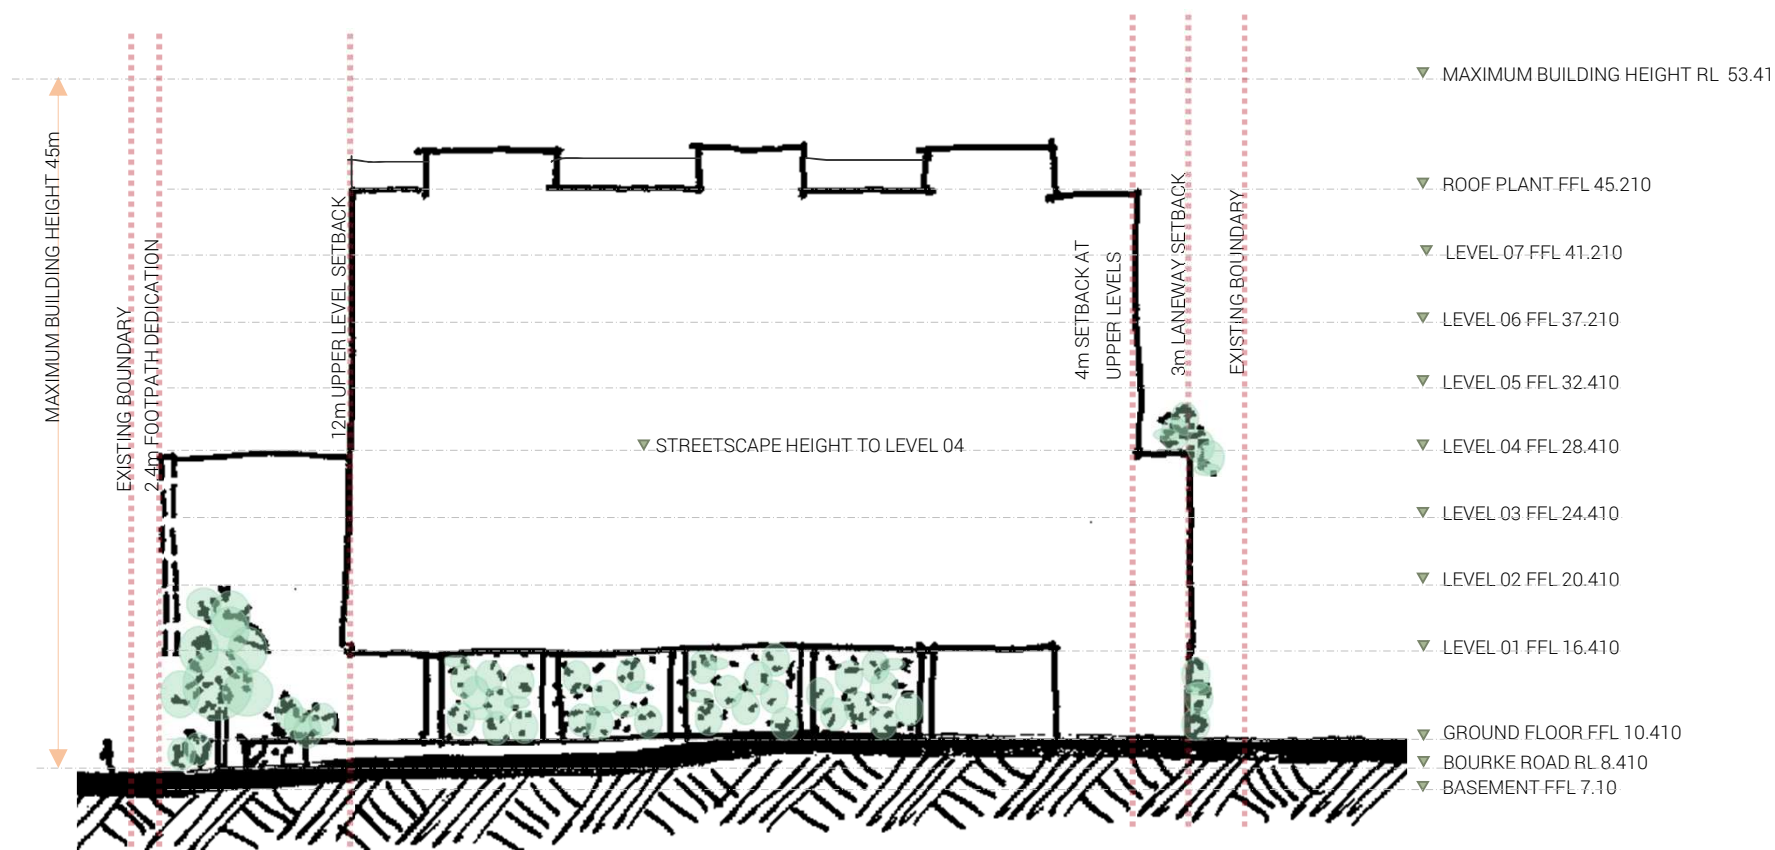 MAXIMUM BUILDING HEIGHT 45m
EXISTING BOUNDARY
2.4m FOOTPATH DEDICATION
12m UPPER LEVEL SETBACK
STREETSCAPE HEIGHT TO LEVEL 04
4m SETBACK AT
UPPER LEVELS
3m LANEWAY SETBACK
EXISTING BOUNDARY
MAXIMUM BUILDING HEIGHT RL 53.41
ROOF PLANT FFL 45.210
LEVEL 07 FFL 41.210
LEVEL 06 FFL 37.210
LEVEL 05 FFL 32.410
LEVEL 04 FFL 28.410
LEVEL 03 FFL 24.410
LEVEL 02 FFL 20.410
LEVEL 01 FFL 16.410
GROUND FLOOR FFL 10.410
BOURKE ROAD RL 8.410
BASEMENT FFL 7.10